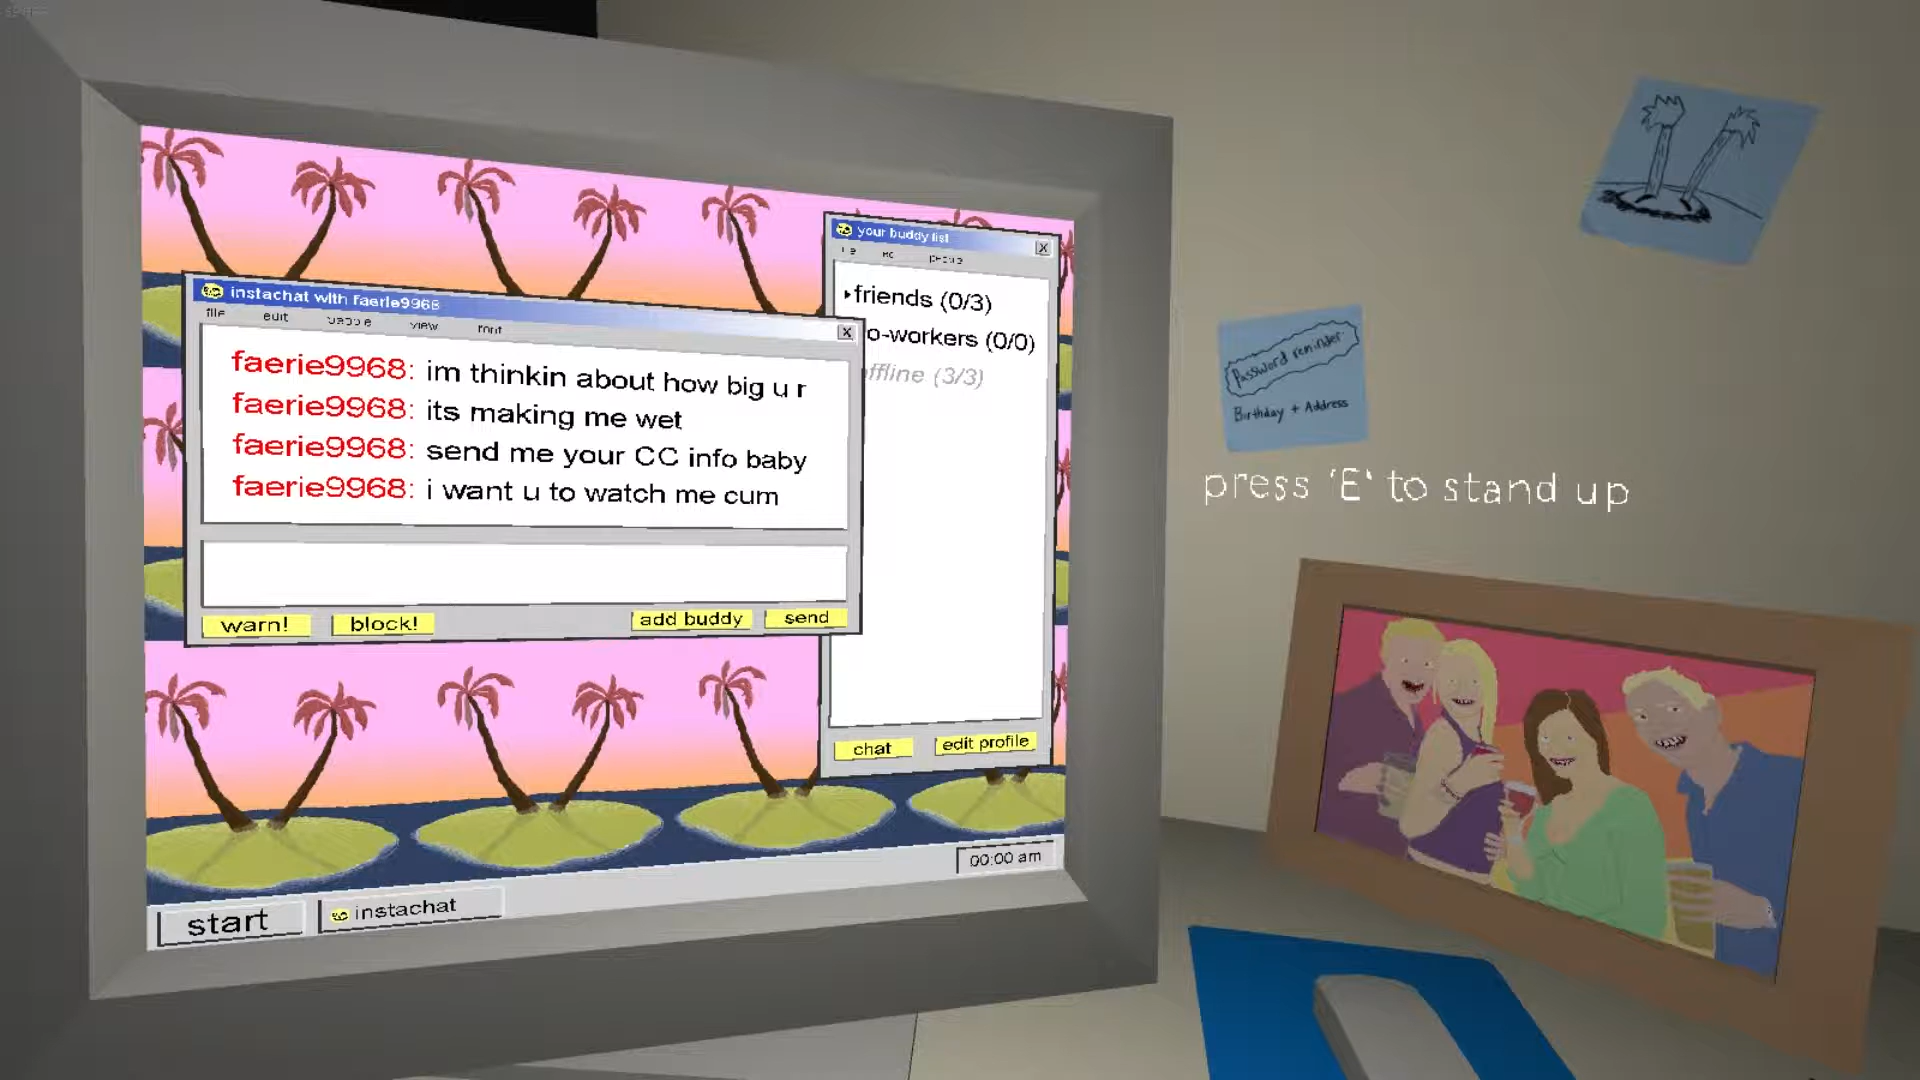 your buddy list
friends (0/3)
o-workers (0/0)
ffline (3/3)
instachat with faerie9968
file edit people view font
faerie9968: im thinkin about how big u r
faerie9968: its making me wet
faerie9968: send me your CC info baby
faerie9968: i want u to watch me cum
warn! block! add buddy send
chat edit profile
00:00 am
start instachat
Password reminder
Birthday + Address
press 'E' to stand up